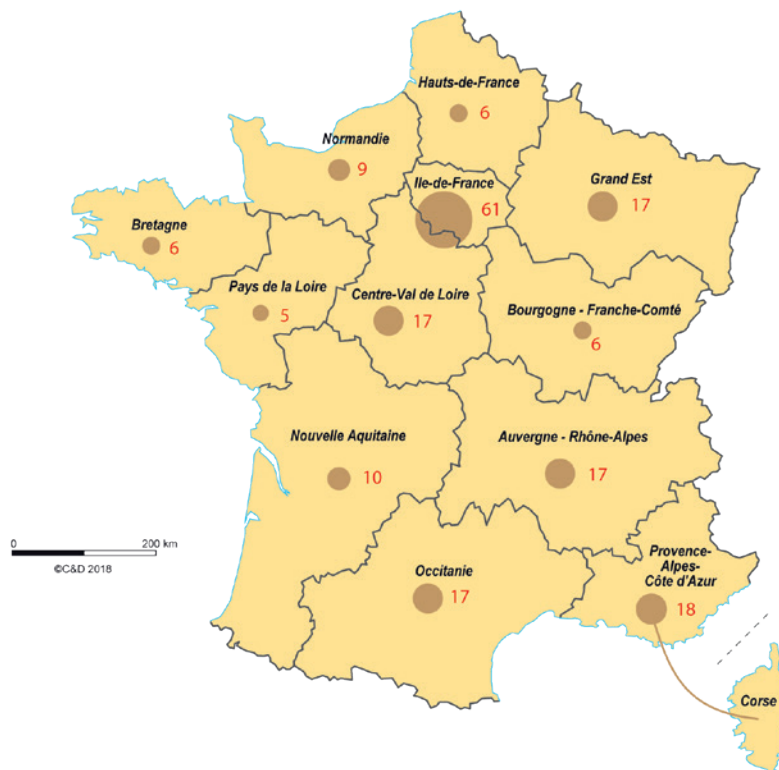 Hauts-de-France
6
Normandie
9
Ile-de-France
61
Grand Est
17
Bretagne
6
Pays de la Loire
5
Centre-Val de Loire
17
Bourgogne - Franche-Comté
6
Nouvelle Aquitaine
10
Auvergne - Rhône-Alpes
17
0 200 km
©C&D 2018
Occitanie
17
Provence-
Alpes-
Côte d'Azur
18
Corse